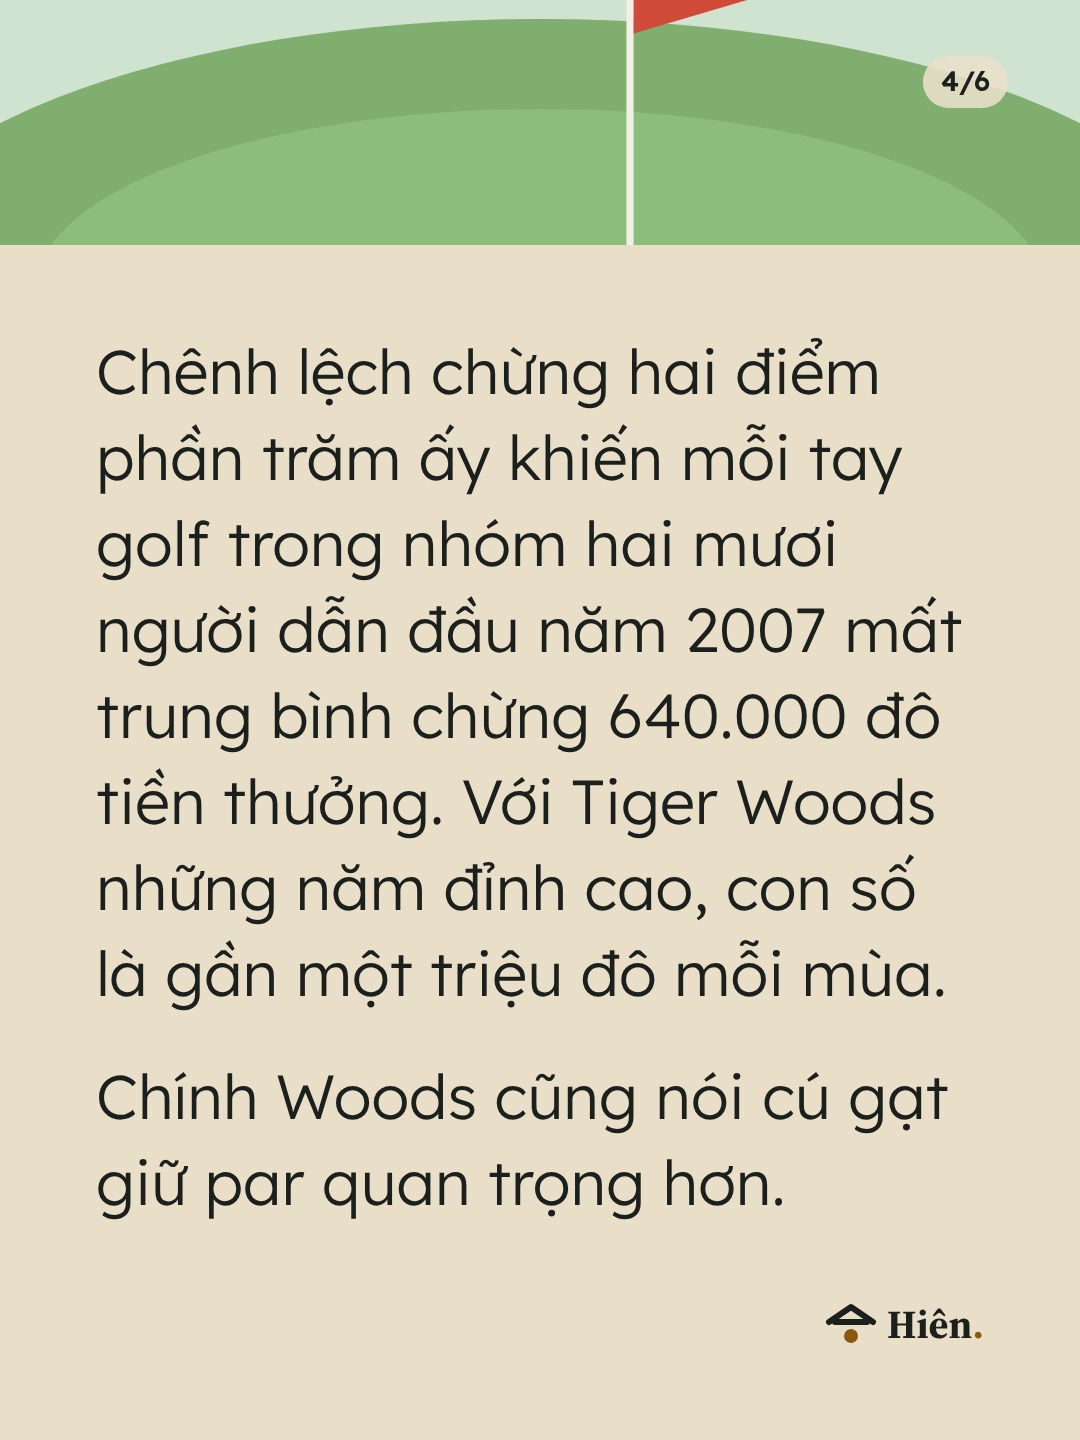 4/6
Chênh lệch chừng hai điểm
phần trăm ấy khiến mỗi tay
golf trong nhóm hai mươi
người dẫn đầu năm 2007 mất
trung bình chừng 640.000 đô
tiền thưởng. Với Tiger Woods
những năm đỉnh cao, con số
là gần một triệu đô mỗi mùa.
Chính Woods cũng nói cú gạt
giữ par quan trọng hơn.
Hiên.